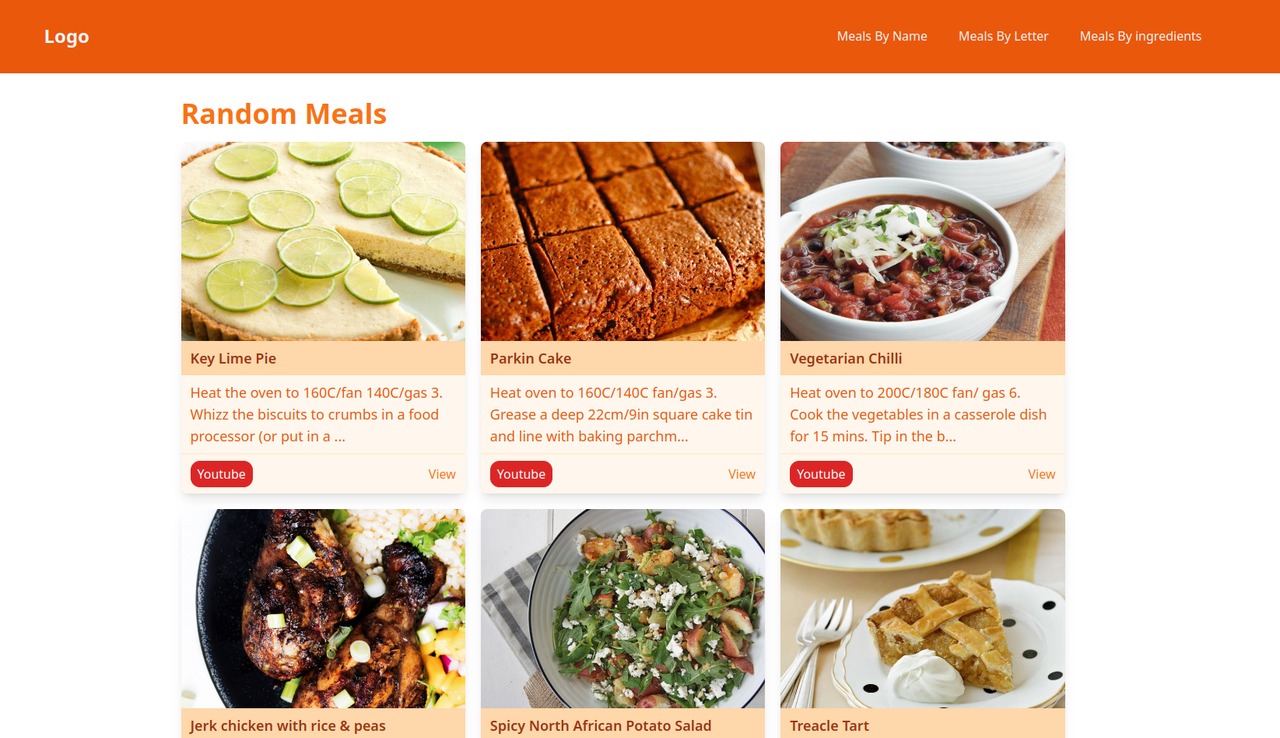 Logo
Meals By Name
Meals By Letter
Meals By ingredients
Random Meals
Key Lime Pie
Heat the oven to 160C/fan 140C/gas 3.
Whizz the biscuits to crumbs in a food
processor (or put in a ...
Youtube
View
Parkin Cake
Heat oven to 160C/140C fan/gas 3.
Grease a deep 22cm/9in square cake tin
and line with baking parchm...
Youtube
View
Vegetarian Chilli
Heat oven to 200C/180C fan/ gas 6.
Cook the vegetables in a casserole dish
for 15 mins. Tip in the b...
Youtube
View
Jerk chicken with rice & peas
Spicy North African Potato Salad
Treacle Tart